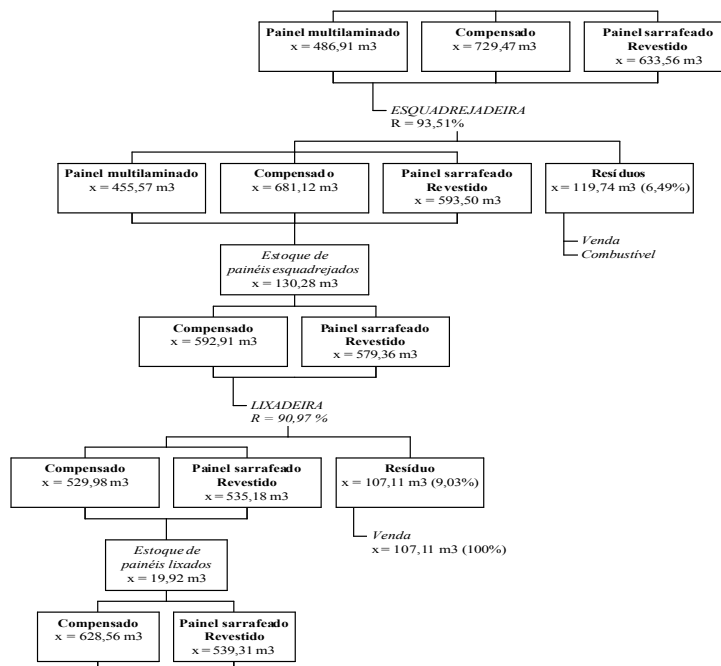 Painel multilaminado
x = 486,91 m3
Compensado
x = 729,47 m3
Painel sarrafeado
Revestido
x = 633,56 m3
ESQUADREJADEIRA
R = 93,51%
Painel multilaminado
x = 455,57 m3
Compensado
x = 681,12 m3
Painel sarrafeado
Revestido
x = 593,50 m3
Resíduos
x = 119,74 m3 (6,49%)
Venda
Combustível
Estoque de
painéis esquadrejados
x = 130,28 m3
Compensado
x = 592,91 m3
Painel sarrafeado
Revestido
x = 579,36 m3
LIXADEIRA
R = 90,97 %
Compensado
x = 529,98 m3
Painel sarrafeado
Revestido
x = 535,18 m3
Resíduo
x = 107,11 m3 (9,03%)
Venda
x = 107,11 m3 (100%)
Estoque de
painéis lixados
x = 19,92 m3
Compensado
x = 628,56 m3
Painel sarrafeado
Revestido
x = 539,31 m3